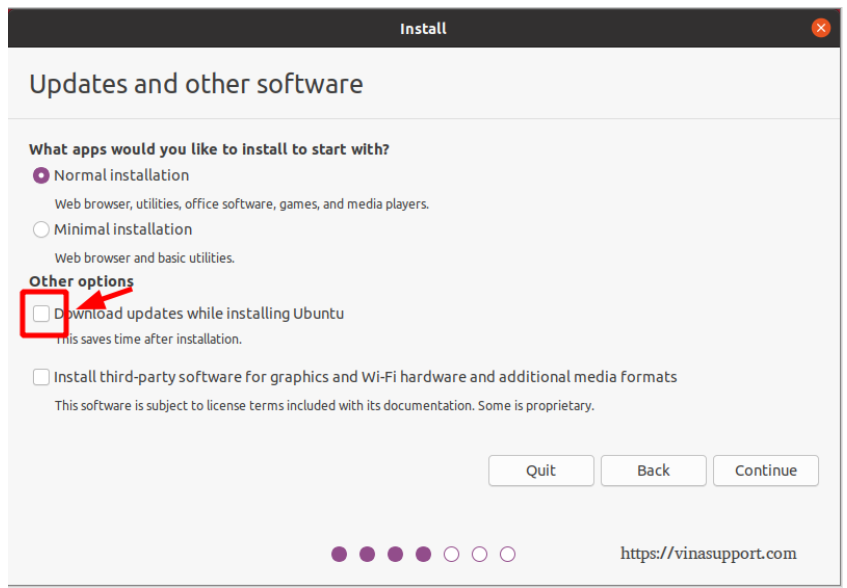 Install
Updates and other software
What apps would you like to install to start with?
Normal installation
Web browser, utilities, office software, games, and media players.
Minimal installation
Web browser and basic utilities.
Other options
Download updates while installing Ubuntu
This saves time after installation.
Install third-party software for graphics and Wi-Fi hardware and additional media formats
This software is subject to license terms included with its documentation. Some is proprietary.
Quit Back Continue
https://vinasupport.com